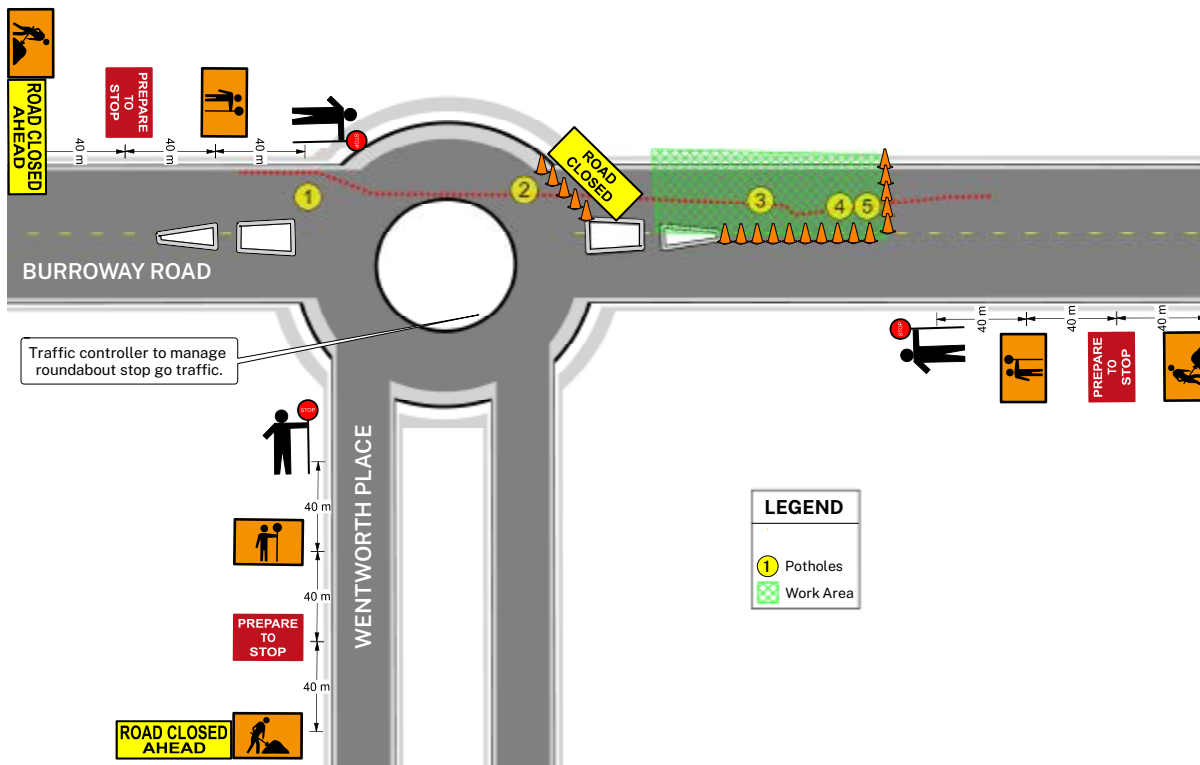 ROAD CLOSED
AHEAD
PREPARE
TO
STOP
40 m
40 m
40 m
STOP
ROAD
CLOSED
1
2
3
4
5
BURROWAY ROAD
Traffic controller to manage
roundabout stop go traffic.
STOP
40 m
40 m
40 m
PREPARE
TO
STOP
STOP
40 m
40 m
40 m
PREPARE
TO
STOP
ROAD CLOSED
AHEAD
WENTWORTH PLACE
LEGEND
1 Potholes
Work Area